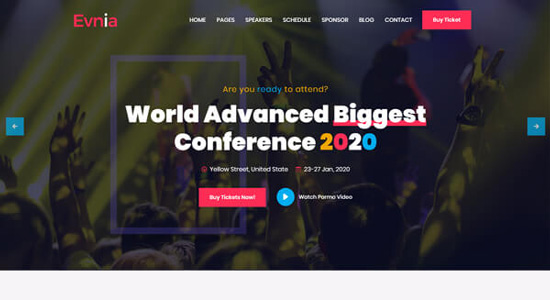 Evnia
HOME PAGES SPEAKERS SCHEDULE SPONSOR BLOG CONTACT Buy Ticket
Are you ready to attend?
World Advanced Biggest
Conference 2020
Yellow Street, United State 23-27 Jan, 2020
Buy Tickets Now! Watch Parmo Video